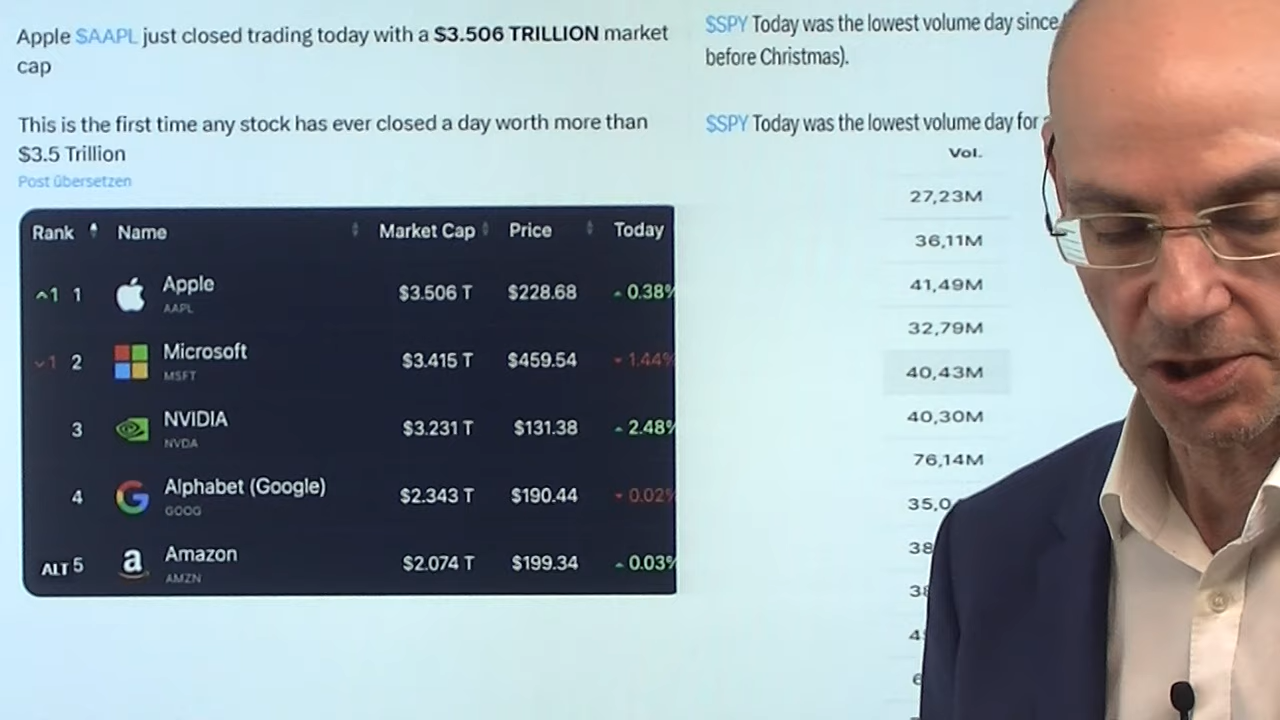 Apple $AAPL just closed trading today with a $3.506 TRILLION market
cap
This is the first time any stock has ever closed a day worth more than
$3.5 Trillion
Post übersetzen
Rank Name Market Cap Price Today
1 1 Apple $3.506 T $228.68 0.38%
AAPL
1 2 Microsoft $3.415 T $459.54 1.44%
MSFT
3 NVIDIA $3.231 T $131.38 2.48%
NVDA
4 Alphabet (Google) $2.343 T $190.44 0.02%
GOOG
ALT 5 Amazon $2.074 T $199.34 0.03%
AMZN
$SPY Today was the lowest volume day since
before Christmas).
$SPY Today was the lowest volume day for
Vol.
27,23M
36,11M
41,49M
32,79M
40,43M
40,30M
76,14M
35,0
38
38
4